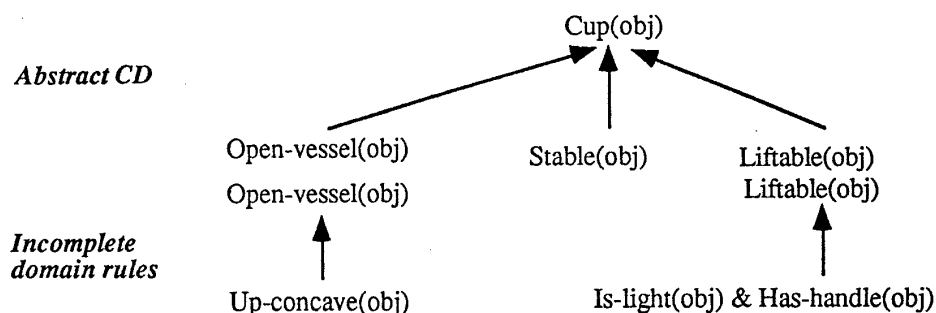 Cup(obj)
Abstract CD
Open-vessel(obj) Stable(obj) Liftable(obj)
Open-vessel(obj) Liftable(obj)
Incomplete
domain rules
Up-concave(obj) Is-light(obj) & Has-handle(obj)